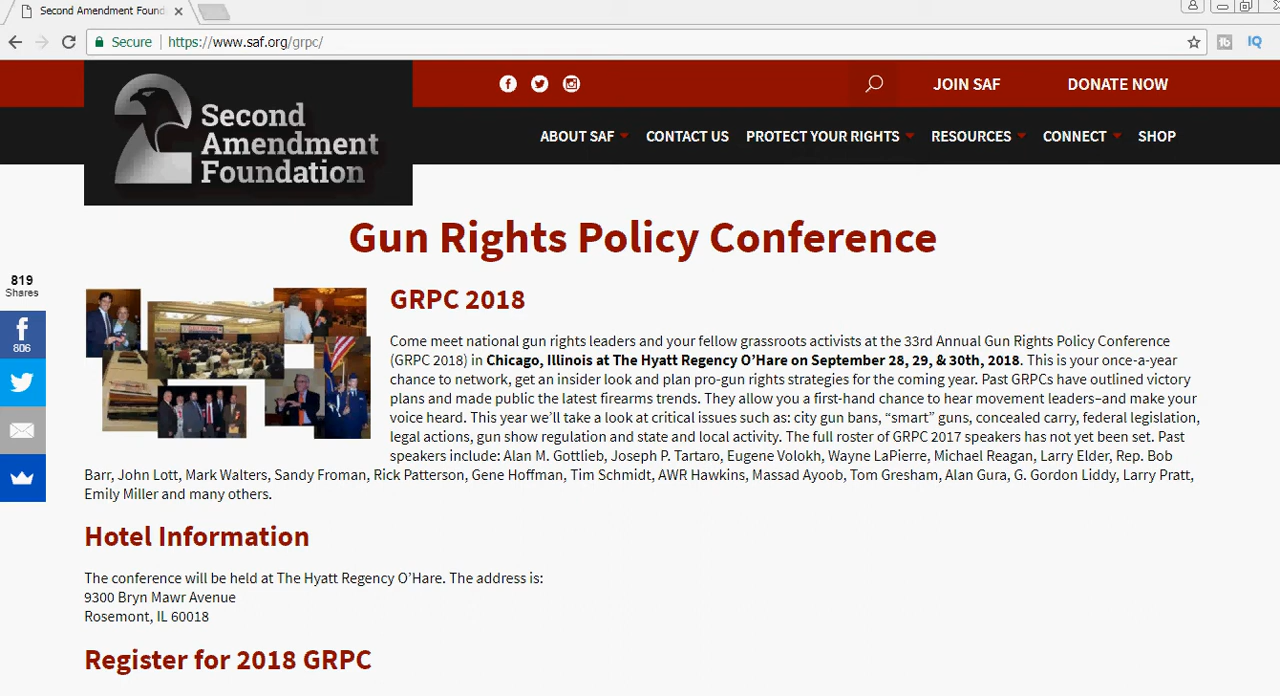 Second Amendment Found
Secure
https://www.saf.org/grpc/
IQ
JOIN SAF
DONATE NOW
Second
Amendment
Foundation
ABOUT SAF
CONTACT US
PROTECT YOUR RIGHTS
RESOURCES
CONNECT
SHOP
Gun Rights Policy Conference
819
Shares
806
GRPC 2018
Come meet national gun rights leaders and your fellow grassroots activists at the 33rd Annual Gun Rights Policy Conference
(GRPC 2018) in Chicago, Illinois at The Hyatt Regency O’Hare on September 28, 29, & 30th, 2018. This is your once-a-year
chance to network, get an insider look and plan pro-gun rights strategies for the coming year. Past GRPCs have outlined victory
plans and made public the latest firearms trends. They allow you a first-hand chance to hear movement leaders–and make your
voice heard. This year we’ll take a look at critical issues such as: city gun bans, “smart” guns, concealed carry, federal legislation,
legal actions, gun show regulation and state and local activity. The full roster of GRPC 2017 speakers has not yet been set. Past
speakers include: Alan M. Gottlieb, Joseph P. Tartaro, Eugene Volokh, Wayne LaPierre, Michael Reagan, Larry Elder, Rep. Bob
Barr, John Lott, Mark Walters, Sandy Froman, Rick Patterson, Gene Hoffman, Tim Schmidt, AWR Hawkins, Massad Ayoob, Tom Gresham, Alan Gura, G. Gordon Liddy, Larry Pratt,
Emily Miller and many others.
Hotel Information
The conference will be held at The Hyatt Regency O’Hare. The address is:
9300 Bryn Mawr Avenue
Rosemont, IL 60018
Register for 2018 GRPC